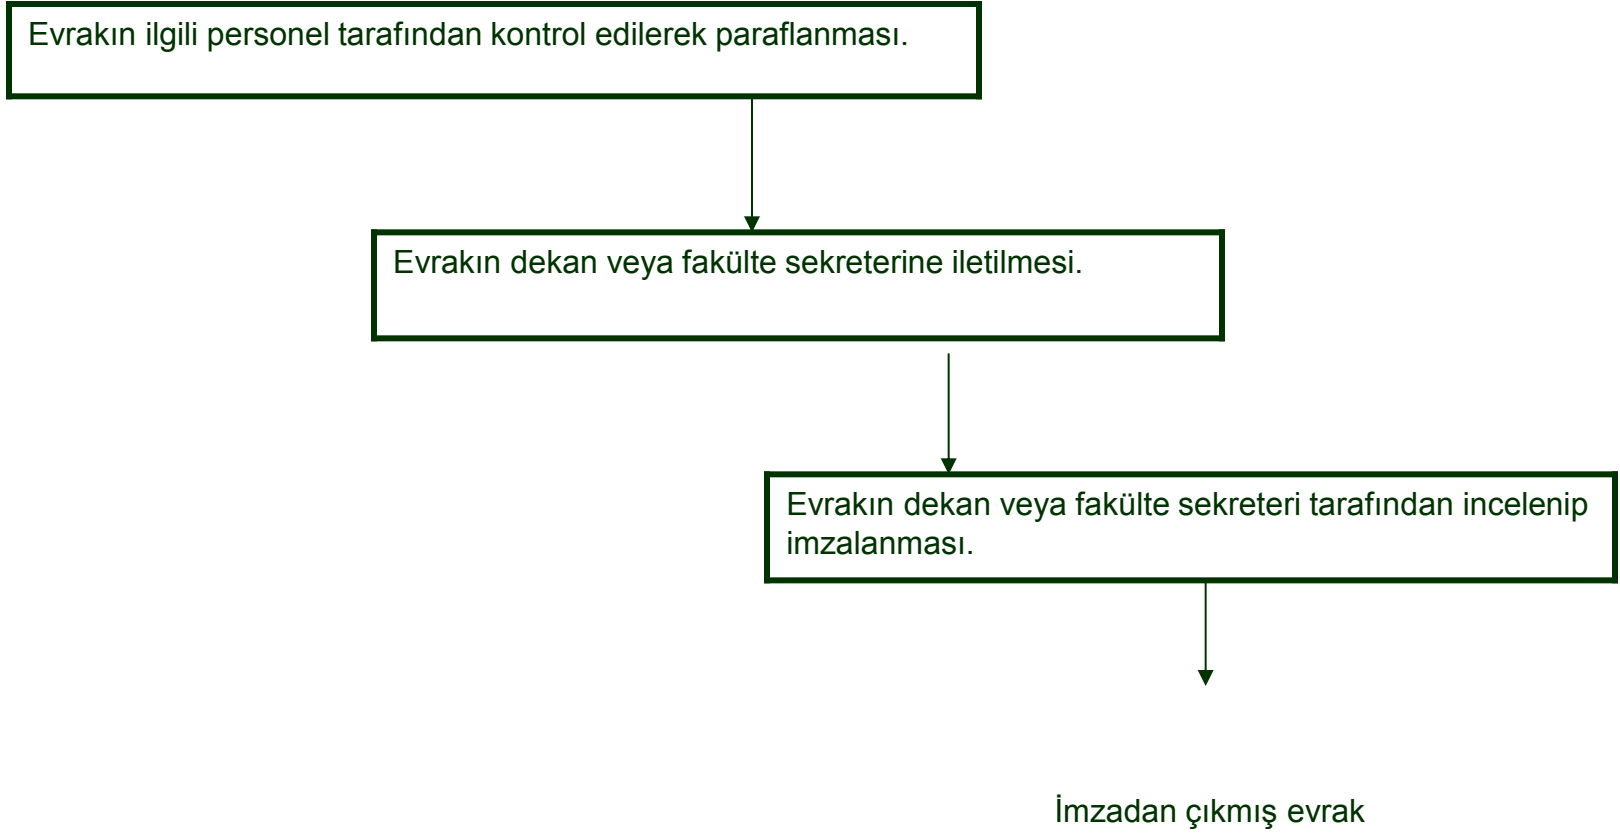 Evrakın ilgili personel tarafından kontrol edilerek paraflanması.
Evrakın dekan veya fakülte sekreterine iletilmesi.
Evrakın dekan veya fakülte sekreteri tarafından incelenip
imzalanması.
İmzadan çıkmış evrak